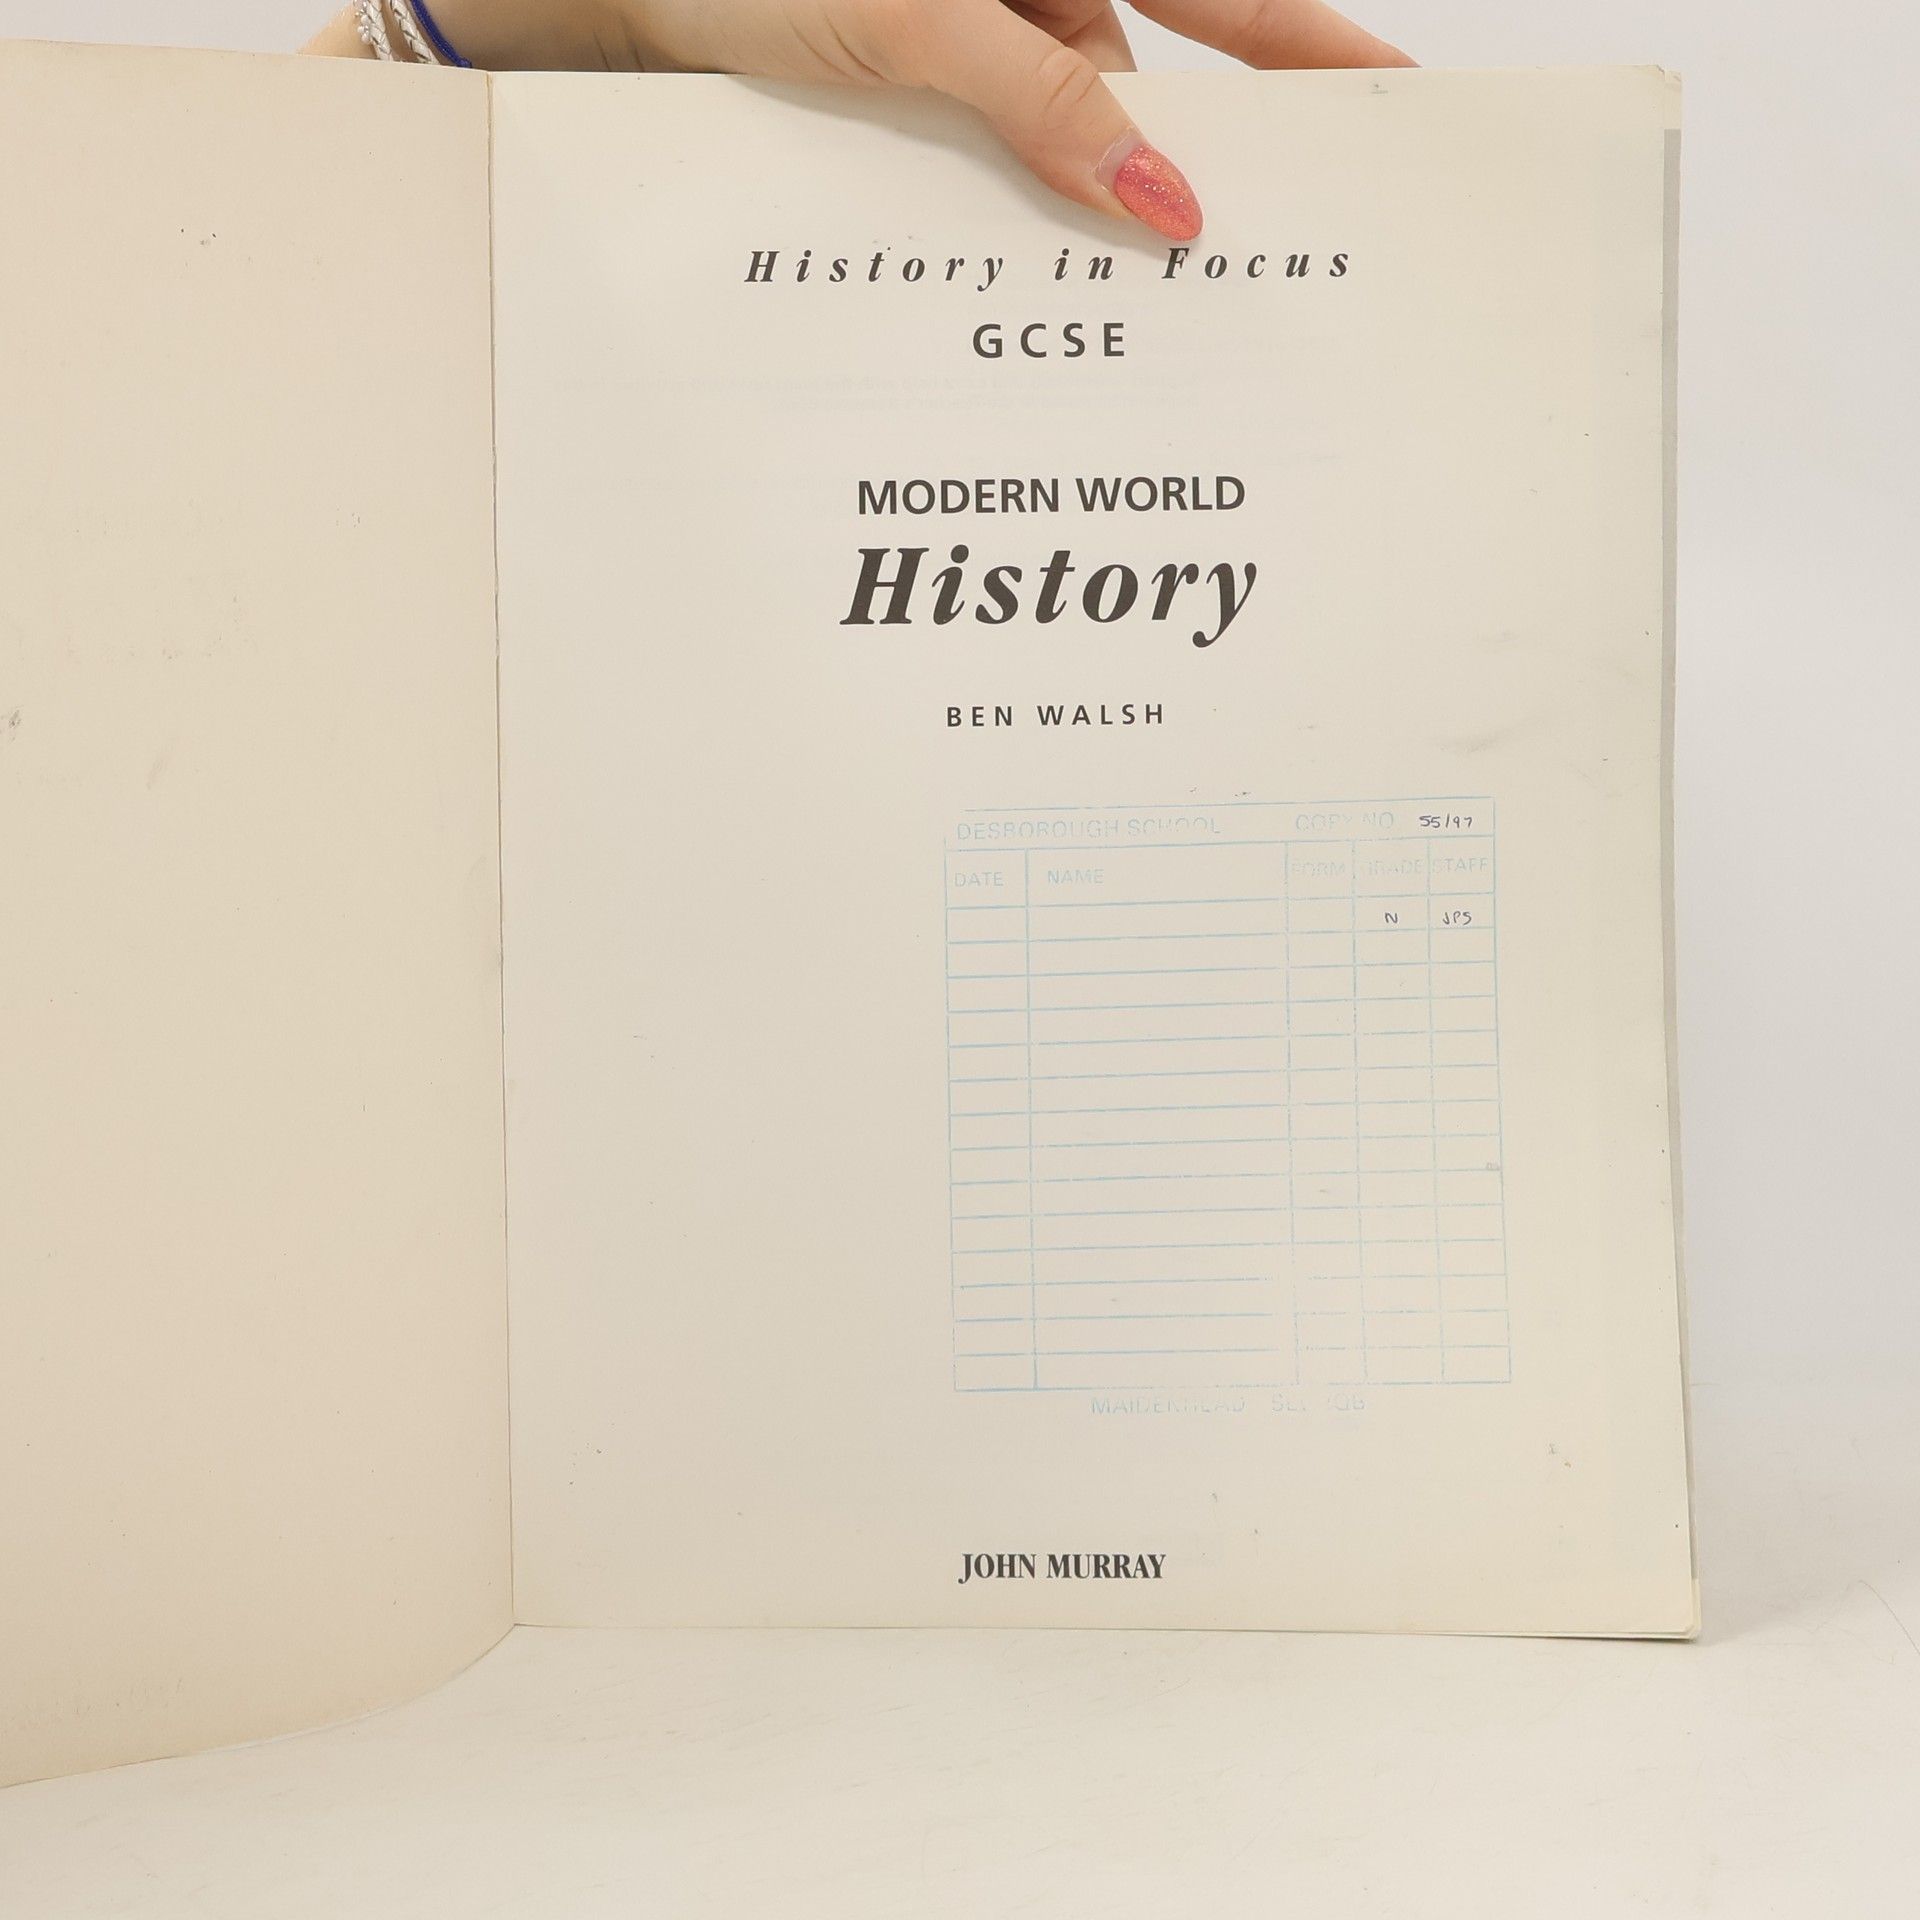 History in Focus
GCSE
MODERN WORLD
History
BEN WALSH
DESBOROUGH SCHOOL COPY NO. 55/97
DATE NAME FORM GRADE STAFF
N JPS
MAIDENHEAD
JOHN MURRAY